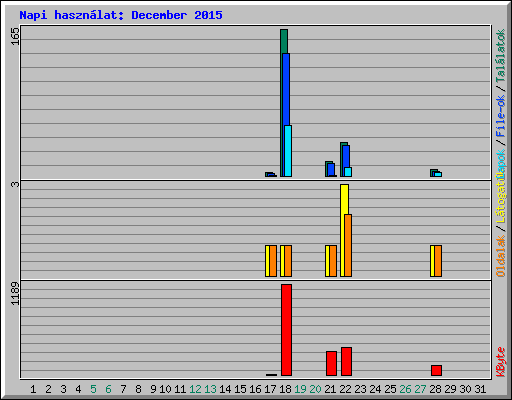 Napi használat: December 2015
165
3
1189
Oldalak / Látogatások / Lapok / File-ok / Találatok
KByte
1 2 3 4 5 6 7 8 9 10 11 12 13 14 15 16 17 18 19 20 21 22 23 24 25 26 27 28 29 30 31